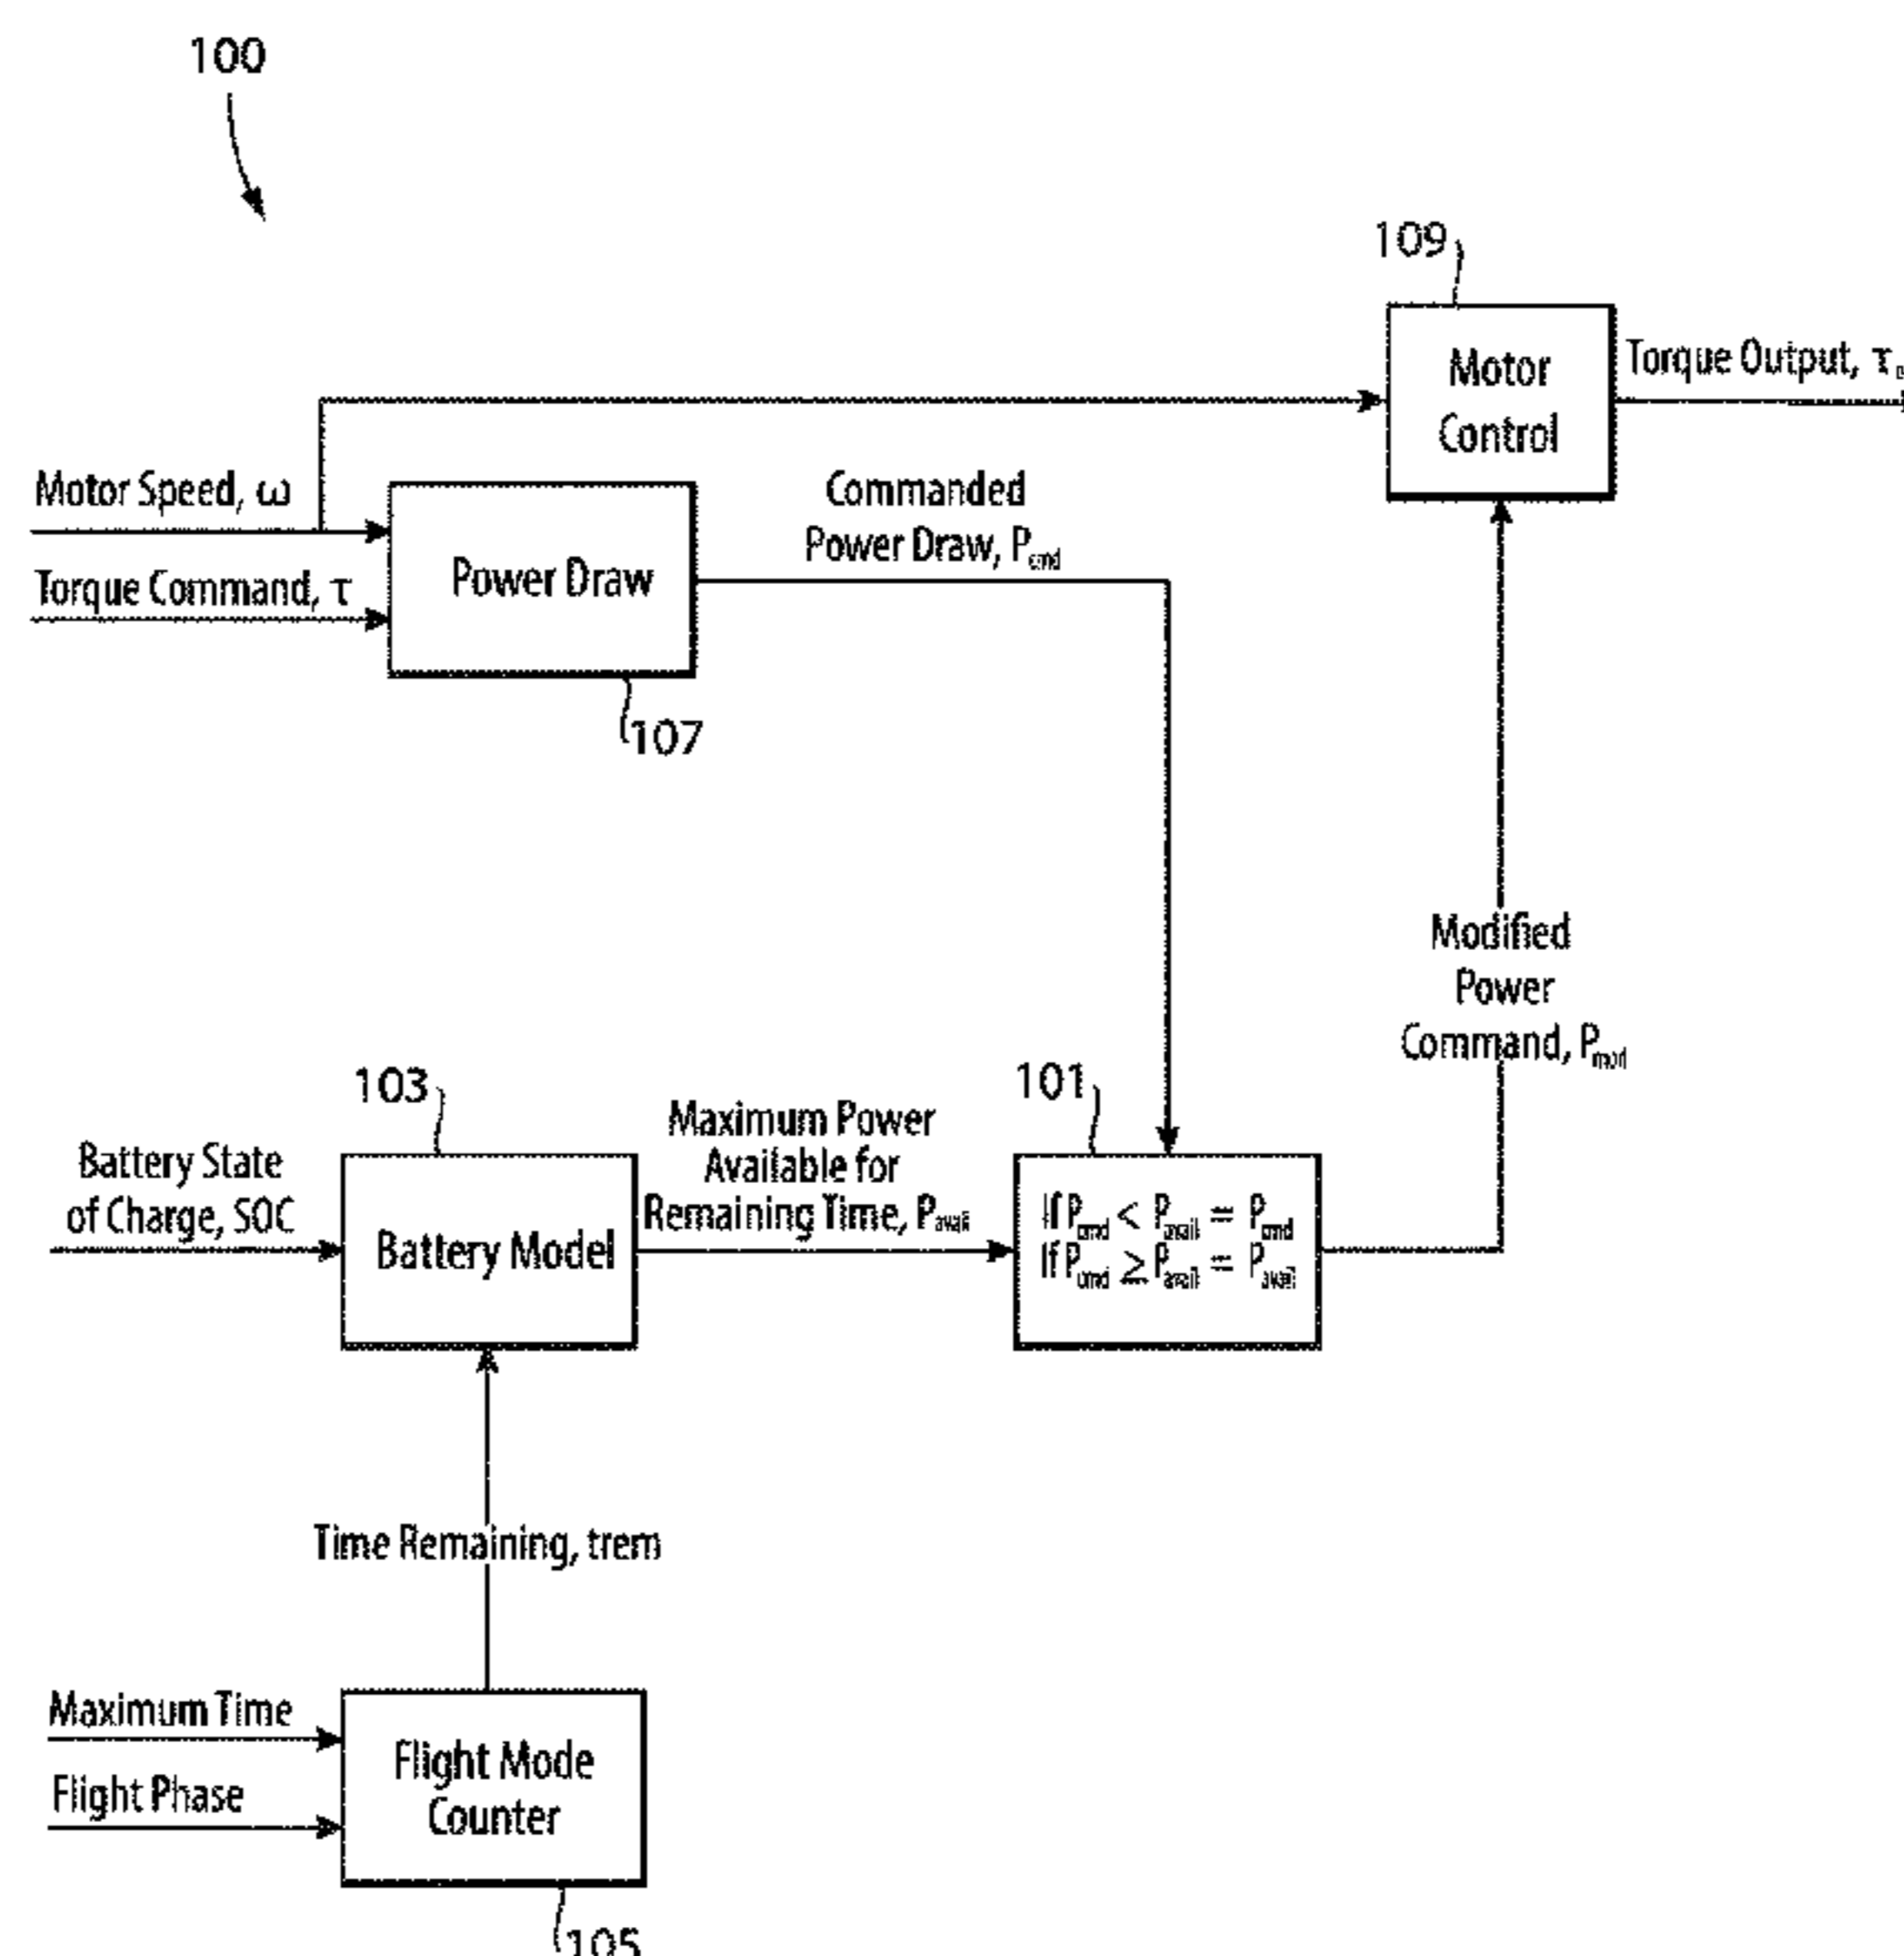 100
109
Motor
Control
Torque Output, τ
Motor Speed, ω
Torque Command, τ
Power Draw
107
Commanded
Power Draw, Pcmd
Modified
Power
Command, Pmod
103
Battery State
of Charge, SOC
Battery Model
Maximum Power
Available for
Remaining Time, Pavail
101
If Pcmd < Pavail = Pcmd
If Pcmd ≥ Pavail = Pavail
Time Remaining, trem
Maximum Time
Flight Phase
Flight Mode
Counter
105